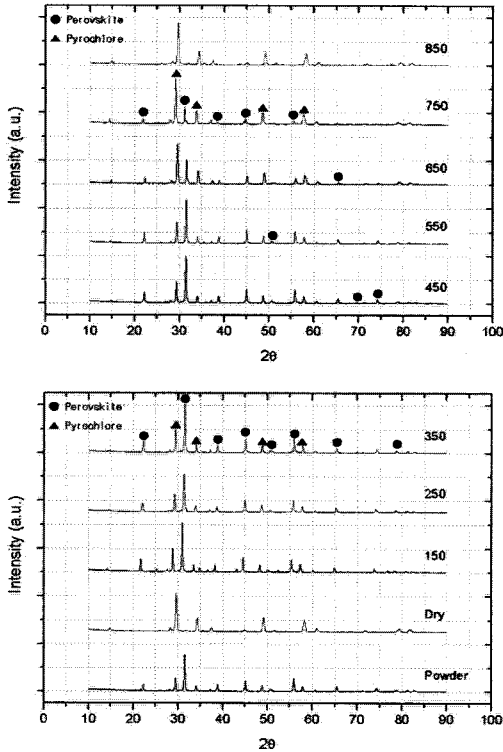 ● Perovskite
▲ Pyrochlore
850
750
650
550
450
Intensity (a.u.)
0 10 20 30 40 50 60 70 80 90 100
2θ
● Perovskite
▲ Pyrochlore
350
250
150
Dry
Powder
Intensity (a.u.)
0 10 20 30 40 50 60 70 80 90 100
2θ